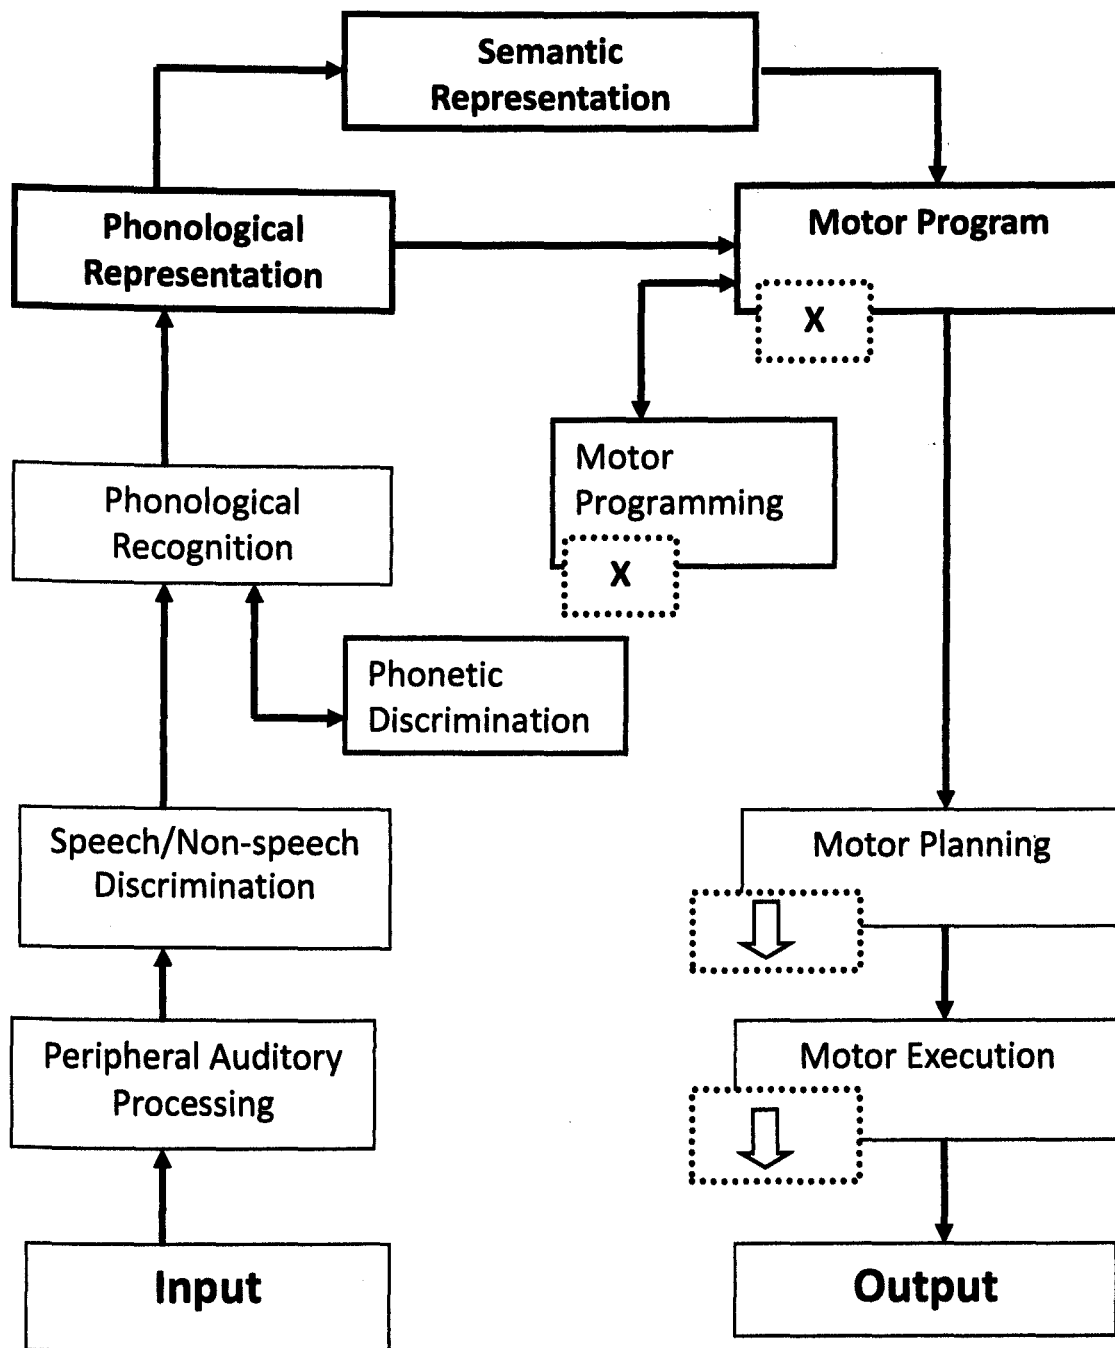 Semantic
Representation
Phonological
Representation
Motor Program
X
Motor
Programming
X
Phonological
Recognition
Phonetic
Discrimination
Speech/Non-speech
Discrimination
Motor Planning
Peripheral Auditory
Processing
Motor Execution
Input
Output